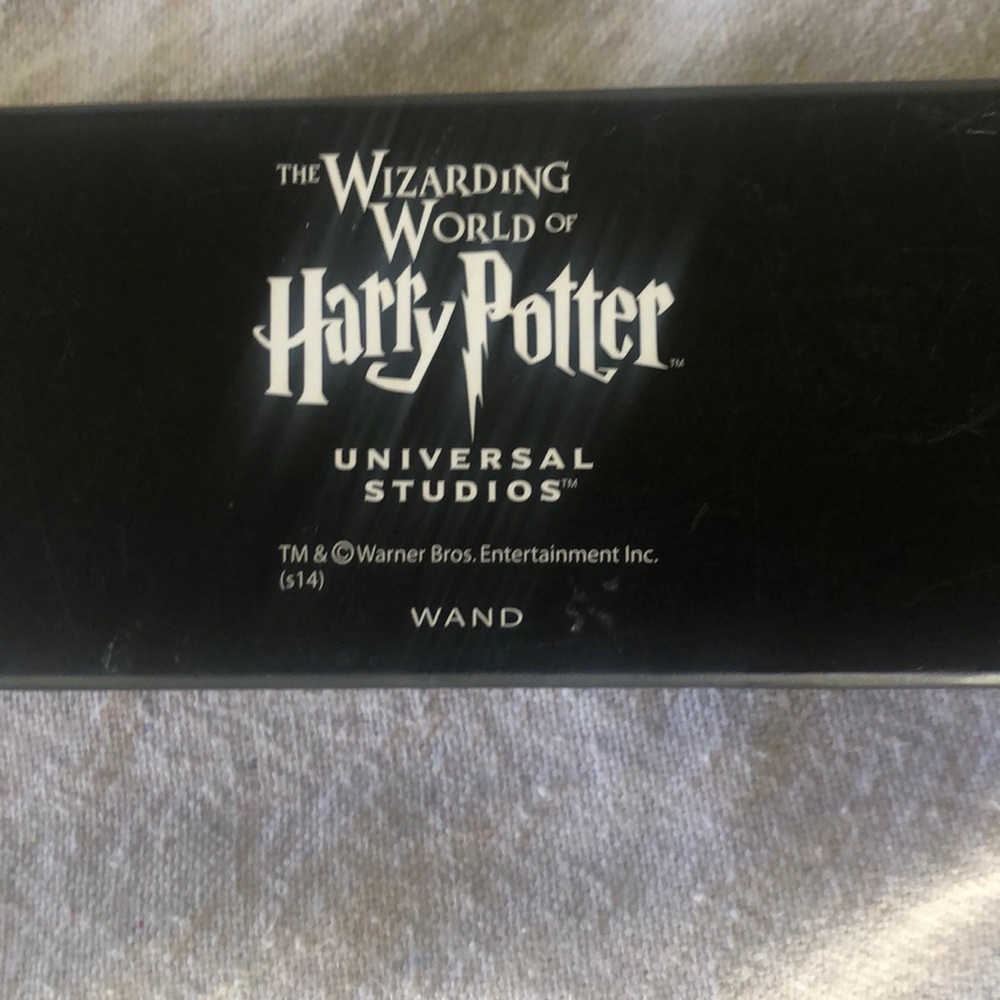 THE WIZARDING
WORLD OF
Harry Potter™
UNIVERSAL
STUDIOS™
TM & ©Warner Bros. Entertainment Inc.
(s14)
WAND